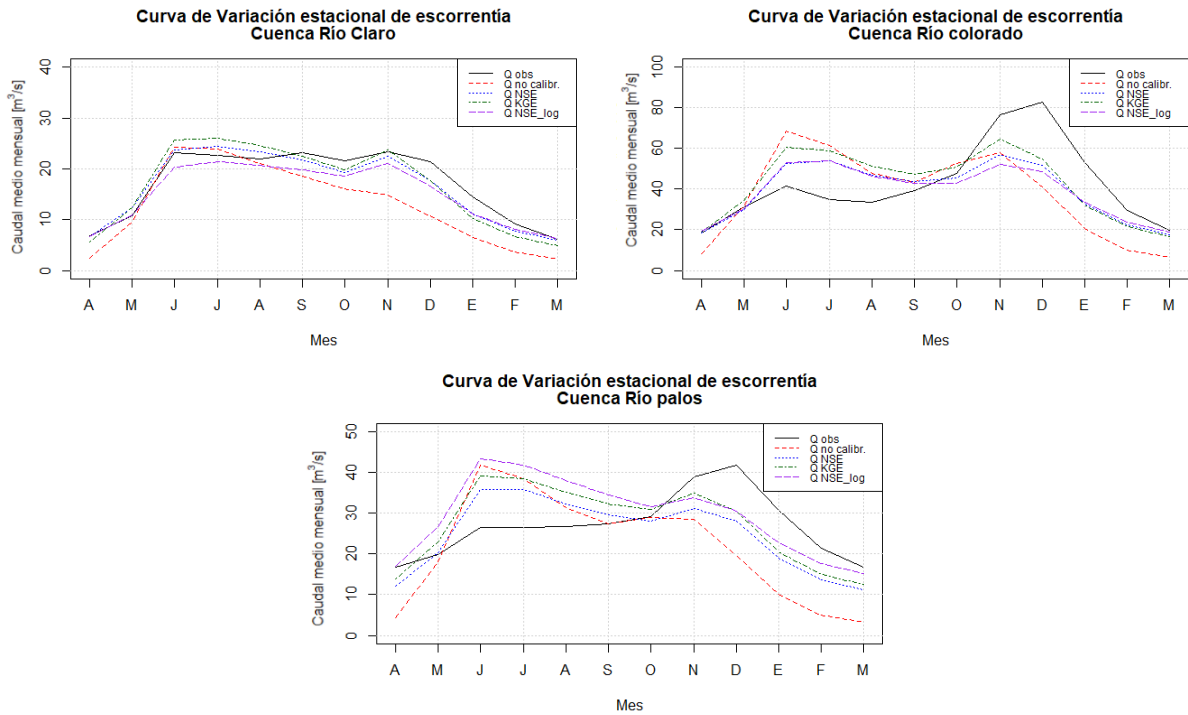 Curva de Variación estacional de escorrentía
Cuenca Río Claro
Caudal medio mensual [m³/s]
40
30
20
10
0
Q obs
Q no calibr.
Q NSE
Q KGE
Q NSE_log
A M J J A S O N D E F M
Mes
Curva de Variación estacional de escorrentía
Cuenca Río colorado
Caudal medio mensual [m³/s]
100
80
60
40
20
0
Q obs
Q no calibr.
Q NSE
Q KGE
Q NSE_log
A M J J A S O N D E F M
Mes
Curva de Variación estacional de escorrentía
Cuenca Río palos
Caudal medio mensual [m³/s]
50
40
30
20
10
0
Q obs
Q no calibr.
Q NSE
Q KGE
Q NSE_log
A M J J A S O N D E F M
Mes